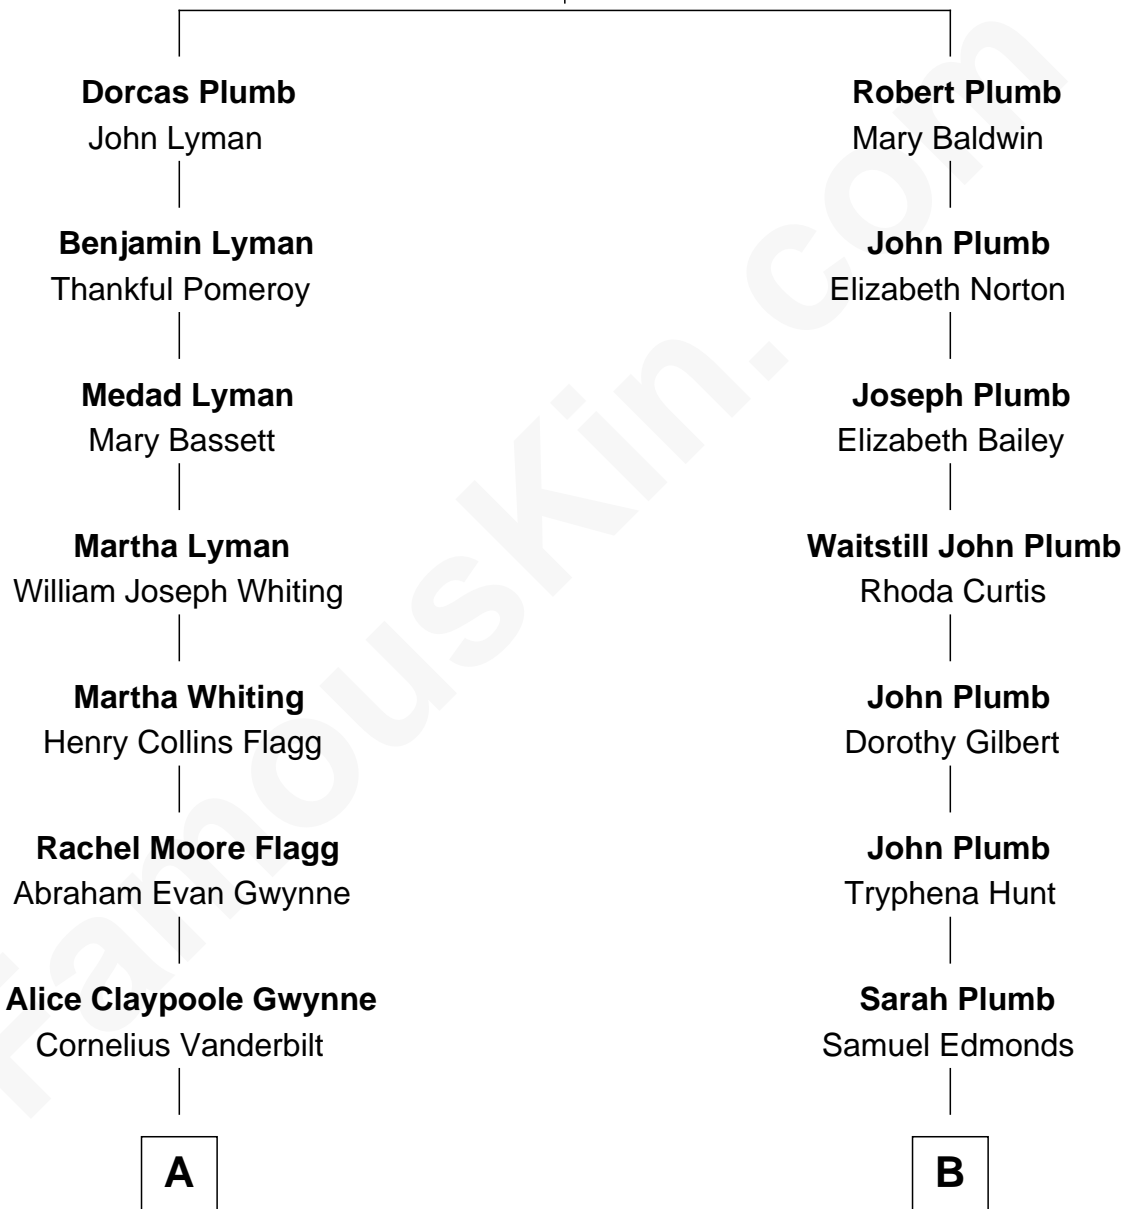 Dorcas Plumb
John Lyman
Benjamin Lyman
Thankful Pomeroy
Medad Lyman
Mary Bassett
Martha Lyman
William Joseph Whiting
Martha Whiting
Henry Collins Flagg
Rachel Moore Flagg
Abraham Evan Gwynne
Alice Claypoole Gwynne
Cornelius Vanderbilt
A
Robert Plumb
Mary Baldwin
John Plumb
Elizabeth Norton
Joseph Plumb
Elizabeth Bailey
Waitstill John Plumb
Rhoda Curtis
John Plumb
Dorothy Gilbert
John Plumb
Tryphena Hunt
Sarah Plumb
Samuel Edmonds
B
FamousKin.com